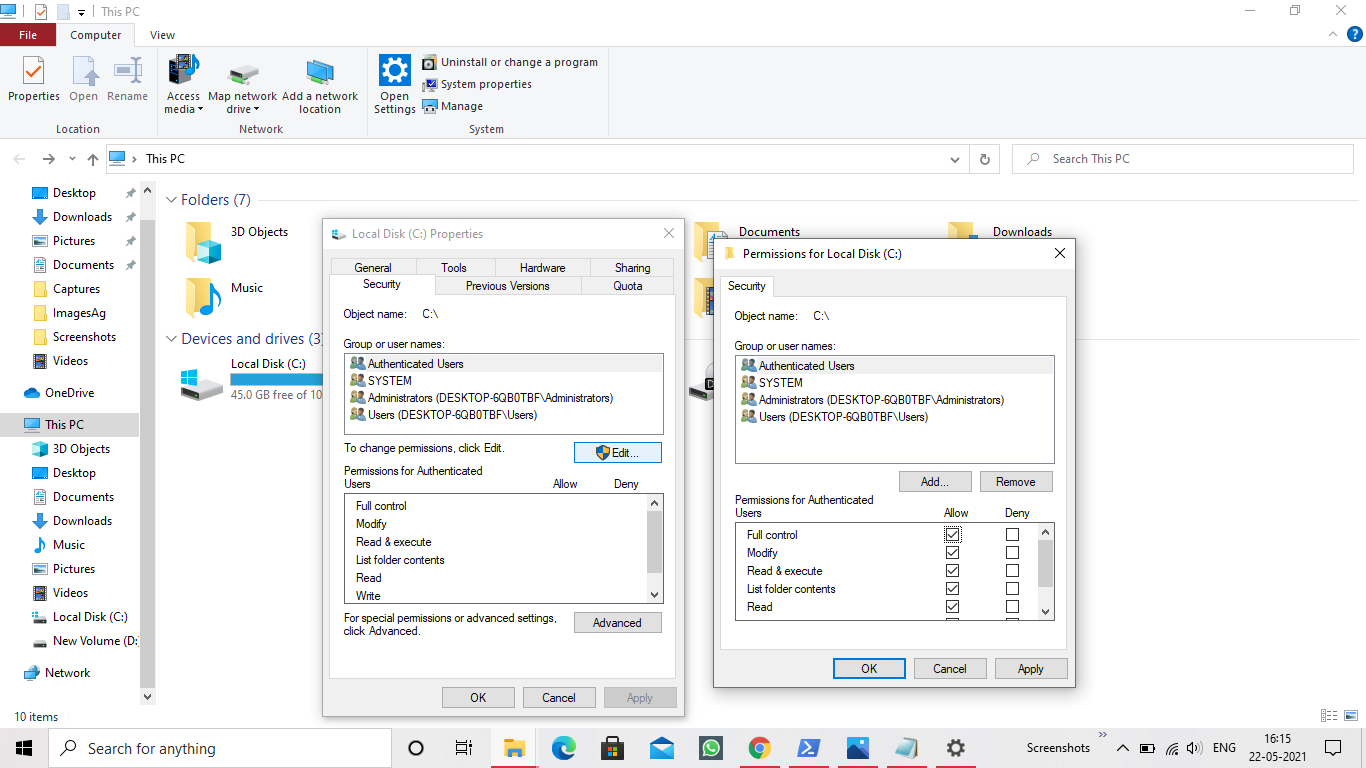 This PC
File
Computer
View
Properties
Open
Rename
Access media
Map network drive
Add a network location
Open Settings
Uninstall or change a program
System properties
Manage
Location
Network
System
This PC
Search This PC
Desktop
Downloads
Pictures
Documents
Captures
ImagesAg
Screenshots
Videos
OneDrive
This PC
3D Objects
Desktop
Documents
Downloads
Music
Pictures
Videos
Local Disk (C:)
New Volume (D:
Network
10 items
Folders (7)
3D Objects
Documents
Downloads
Music
Devices and drives (3)
Local Disk (C:)
45.0 GB free of 10
Local Disk (C:) Properties
General
Tools
Hardware
Sharing
Security
Previous Versions
Quota
Object name: C:\
Group or user names:
Authenticated Users
SYSTEM
Administrators (DESKTOP-6QB0TBF\Administrators)
Users (DESKTOP-6QB0TBF\Users)
To change permissions, click Edit.
Edit...
Permissions for Authenticated
Users
Allow
Deny
Full control
Modify
Read & execute
List folder contents
Read
Write
For special permissions or advanced settings,
click Advanced.
Advanced
OK
Cancel
Apply
Permissions for Local Disk (C:)
Security
Object name: C:\
Group or user names:
Authenticated Users
SYSTEM
Administrators (DESKTOP-6QB0TBF\Administrators)
Users (DESKTOP-6QB0TBF\Users)
Add...
Remove
Permissions for Authenticated
Users
Allow
Deny
Full control
Modify
Read & execute
List folder contents
Read
OK
Cancel
Apply
Search for anything
Screenshots
ENG
16:15
22-05-2021